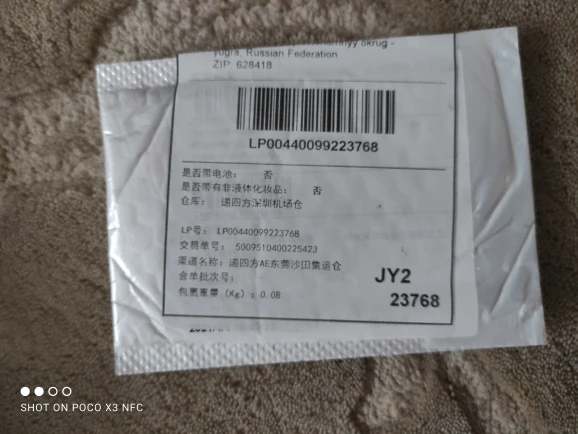 okrug -
yugra, Russian Federation
ZIP: 628418
LP00440099223768
是否带电池： 否
是否带有非液体化妆品： 否
仓库： 递四方深圳机场仓
LP号： LP00440099223768
交易单号： 5009510400225423
渠道名称：递四方AE东莞沙田集运仓
合单批次号：
包裹重量（Kg）：0.08
JY2
23768
SHOT ON POCO X3 NFC